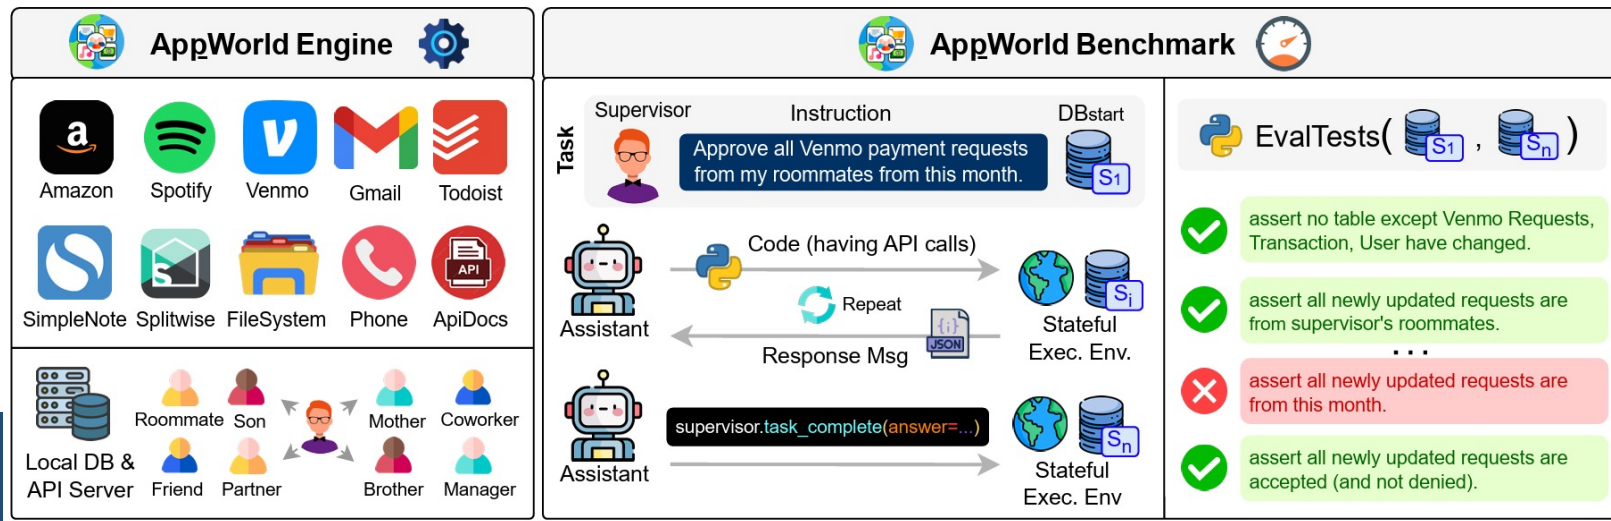 AppWorld Engine
Amazon
Spotify
Venmo
Gmail
Todoist
API
SimpleNote
Splitwise
FileSystem
Phone
ApiDocs
Local DB &
API Server
Roommate
Son
Mother
Coworker
Friend
Partner
Brother
Manager
AppWorld Benchmark
Task
Supervisor
Instruction
DBstart
Approve all Venmo payment requests
from my roommates from this month.
S1
Assistant
Code (having API calls)
Repeat
{i}
JSON
Response Msg
Si
Stateful
Exec. Env.
Assistant
supervisor.task_complete(answer=...)
Sn
Stateful
Exec. Env
EvalTests( S1 , Sn )
assert no table except Venmo Requests,
Transaction, User have changed.
assert all newly updated requests are
from supervisor's roommates.
...
assert all newly updated requests are
from this month.
assert all newly updated requests are
accepted (and not denied).